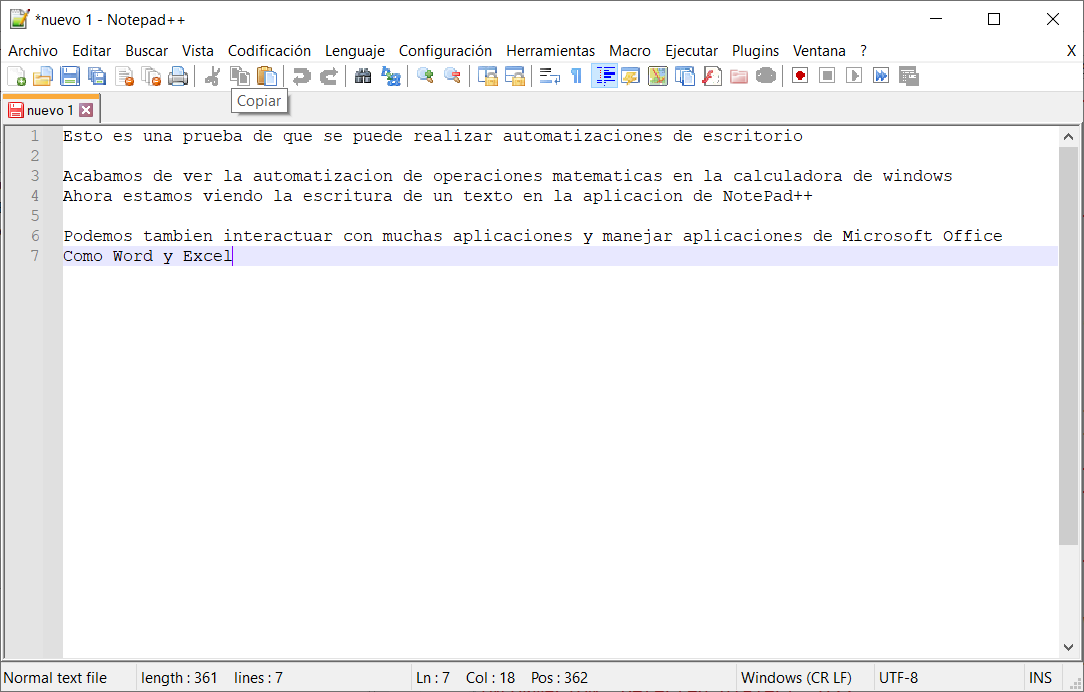 *nuevo 1 - Notepad++
Archivo Editar Buscar Vista Codificación Lenguaje Configuración Herramientas Macro Ejecutar Plugins Ventana ? X
Copiar
nuevo 1
1 Esto es una prueba de que se puede realizar automatizaciones de escritorio
2
3 Acabamos de ver la automatizacion de operaciones matematicas en la calculadora de windows
4 Ahora estamos viendo la escritura de un texto en la aplicacion de NotePad++
5
6 Podemos tambien interactuar con muchas aplicaciones y manejar aplicaciones de Microsoft Office
7 Como Word y Excel
Normal text file length : 361 lines : 7 Ln : 7 Col : 18 Pos : 362 Windows (CR LF) UTF-8 INS